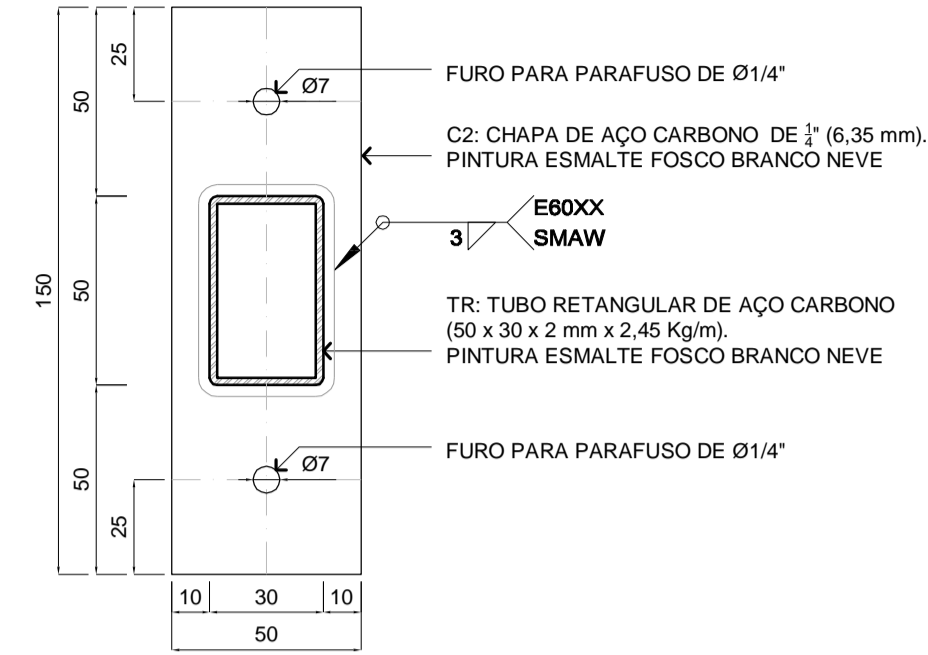 25
50
Ø7
FURO PARA PARAFUSO DE Ø1/4"
C2: CHAPA DE AÇO CARBONO DE 1/4" (6,35 mm).
PINTURA ESMALTE FOSCO BRANCO NEVE
E60XX
3
SMAW
150
50
TR: TUBO RETANGULAR DE AÇO CARBONO
(50 x 30 x 2 mm x 2,45 Kg/m).
PINTURA ESMALTE FOSCO BRANCO NEVE
FURO PARA PARAFUSO DE Ø1/4"
Ø7
50
25
10 30 10
50